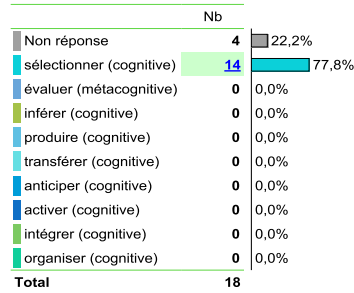 Nb
Non réponse 4 22,2%
sélectionner (cognitive) 14 77,8%
évaluer (métacognitive) 0 0,0%
inférer (cognitive) 0 0,0%
produire (cognitive) 0 0,0%
transférer (cognitive) 0 0,0%
anticiper (cognitive) 0 0,0%
activer (cognitive) 0 0,0%
intégrer (cognitive) 0 0,0%
organiser (cognitive) 0 0,0%
Total 18